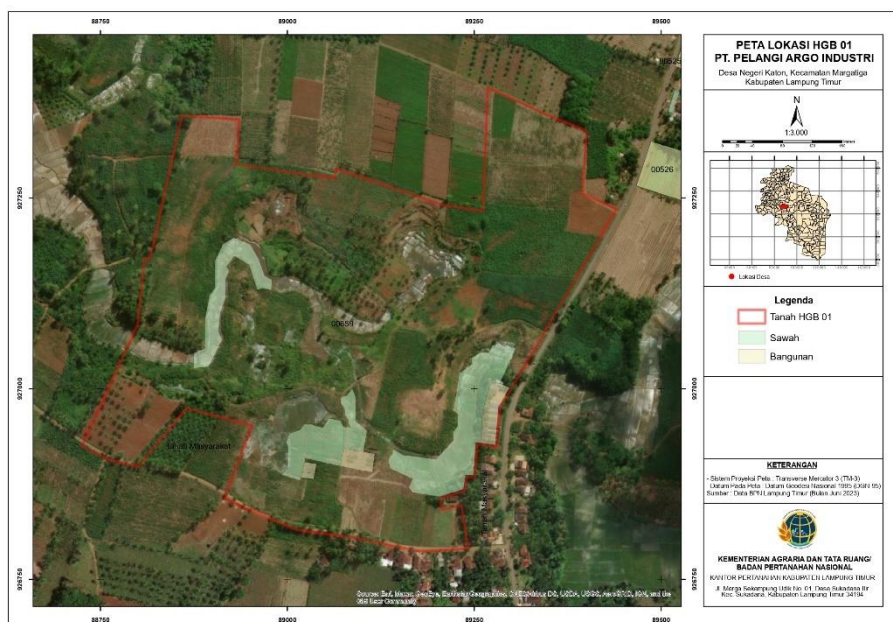 88750
89000
89250
89500
927250
927000
926750
00525
00526
00659
PETA LOKASI HGB 01
PT. PELANGI ARGO INDUSTRI
Desa Negeri Katon, Kecamatan Margatiga
Kabupaten Lampung Timur
N
1:3.000
Lokasi Desa
Legenda
Tanah HGB 01
Sawah
Bangunan
KETERANGAN
- Sistem Proyeksi Peta : Transverse Mercator 3 (TM-3)
Datum Pada Peta : Datum Geodesi Nasional 1995 (DGN 95)
Sumber : Data BPN Lampung Timur (Bulan Juni 2023)
KEMENTERIAN AGRARIA DAN TATA RUANG/
BADAN PERTANAHAN NASIONAL
KANTOR PERTANAHAN KABUPATEN LAMPUNG TIMUR
Jl. Marga Sekampung Udik No. 01, Desa Sukadana Ilir
Kec. Sukadana, Kabupaten Lampung Timur 34194
927250
927000
926750